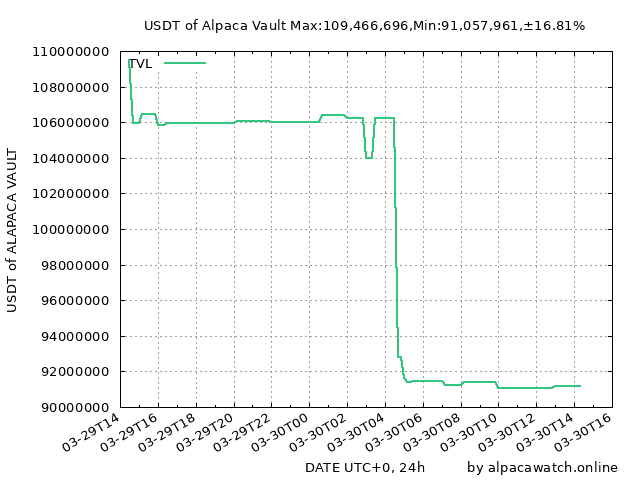 USDT of Alpaca Vault Max:109,466,696,Min:91,057,961,±16.81%
TVL
USDT of ALAPACA VAULT
110000000
108000000
106000000
104000000
102000000
100000000
98000000
96000000
94000000
92000000
90000000
03-29T14
03-29T16
03-29T18
03-29T20
03-29T22
03-30T00
03-30T02
03-30T04
03-30T06
03-30T08
03-30T10
03-30T12
03-30T14
03-30T16
DATE UTC+0, 24h
by alpacawatch.online